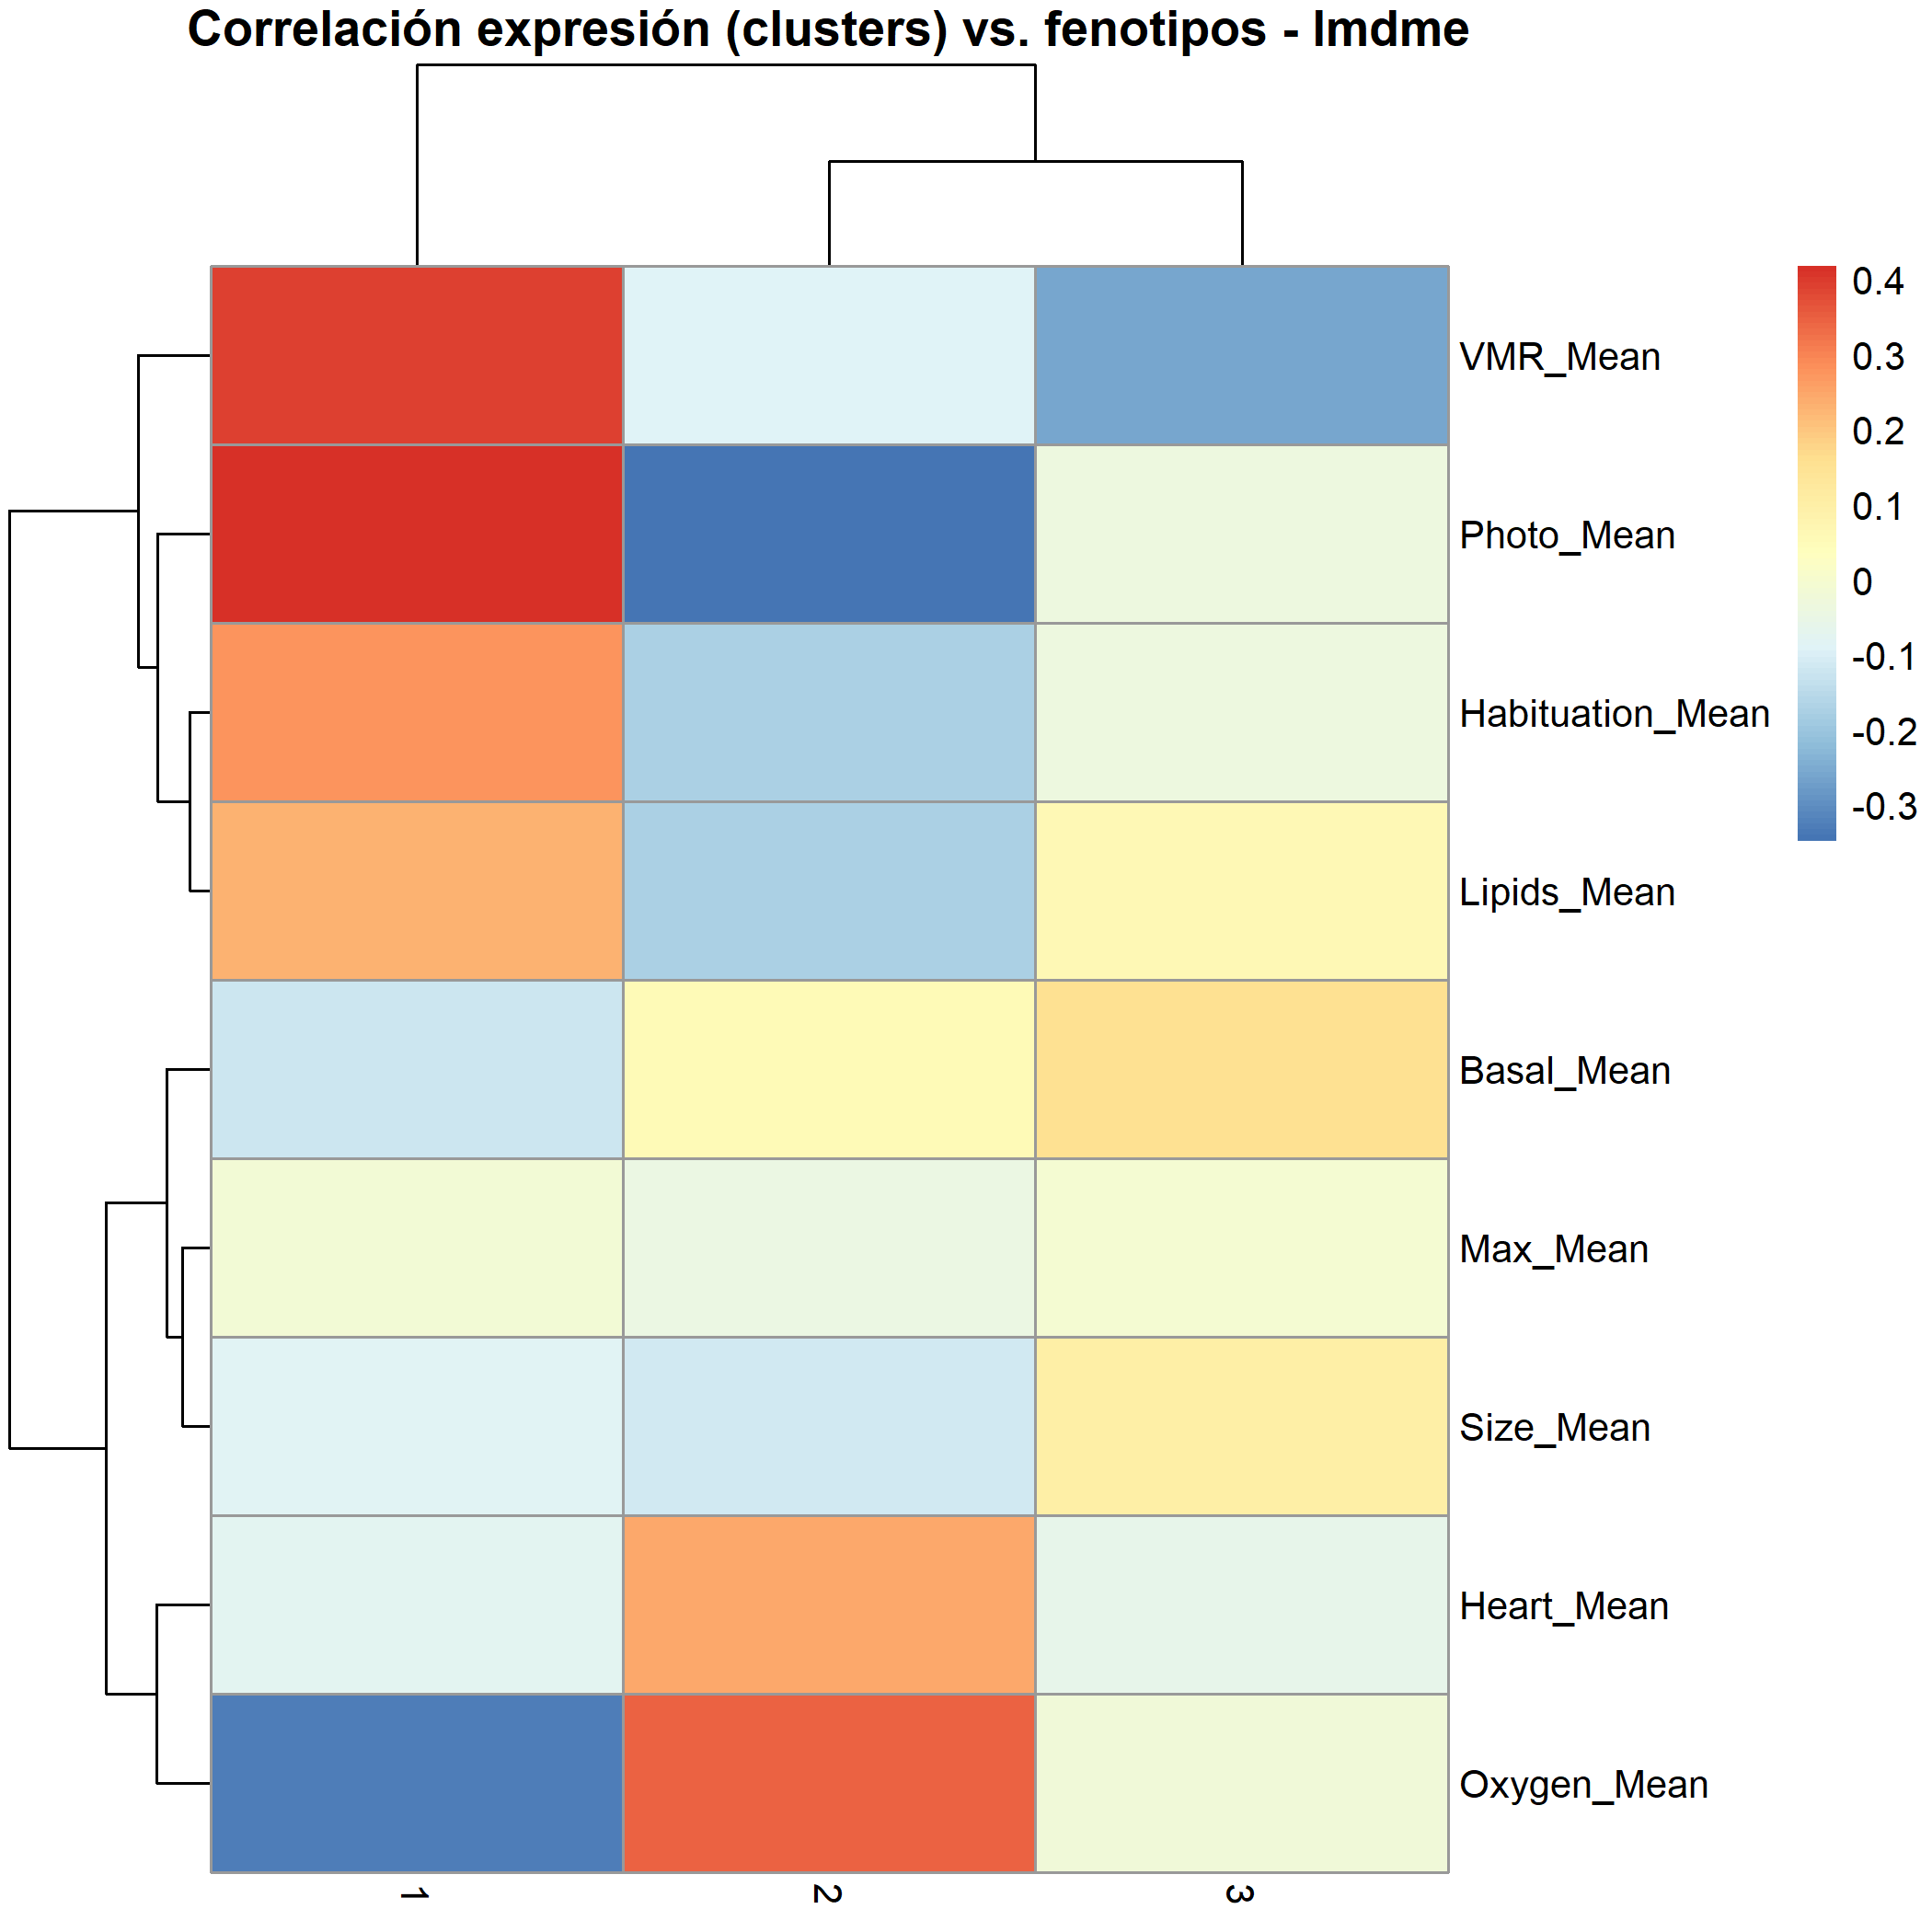 Correlación expresión (clusters) vs. fenotipos - lmdme
0.4
0.3
0.2
0.1
0
-0.1
-0.2
-0.3
VMR_Mean
Photo_Mean
Habituation_Mean
Lipids_Mean
Basal_Mean
Max_Mean
Size_Mean
Heart_Mean
Oxygen_Mean
1
2
3